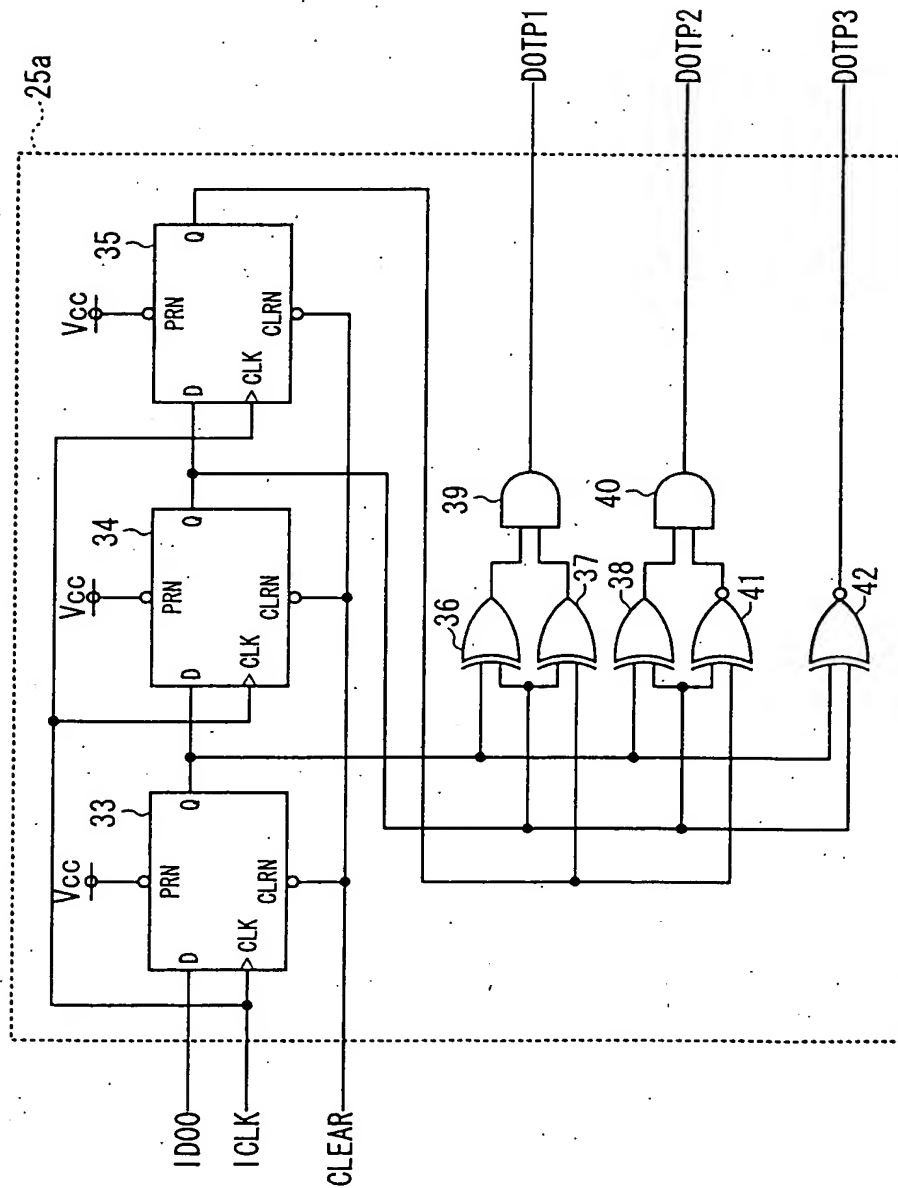 25a
Vcc
33
D
Q
PRN
CLK
CLRN
Vcc
34
D
Q
PRN
CLK
CLRN
Vcc
35
D
Q
PRN
CLK
CLRN
ID00
ICLK
CLEAR
36
37
39
DOTP1
38
41
40
DOTP2
42
DOTP3